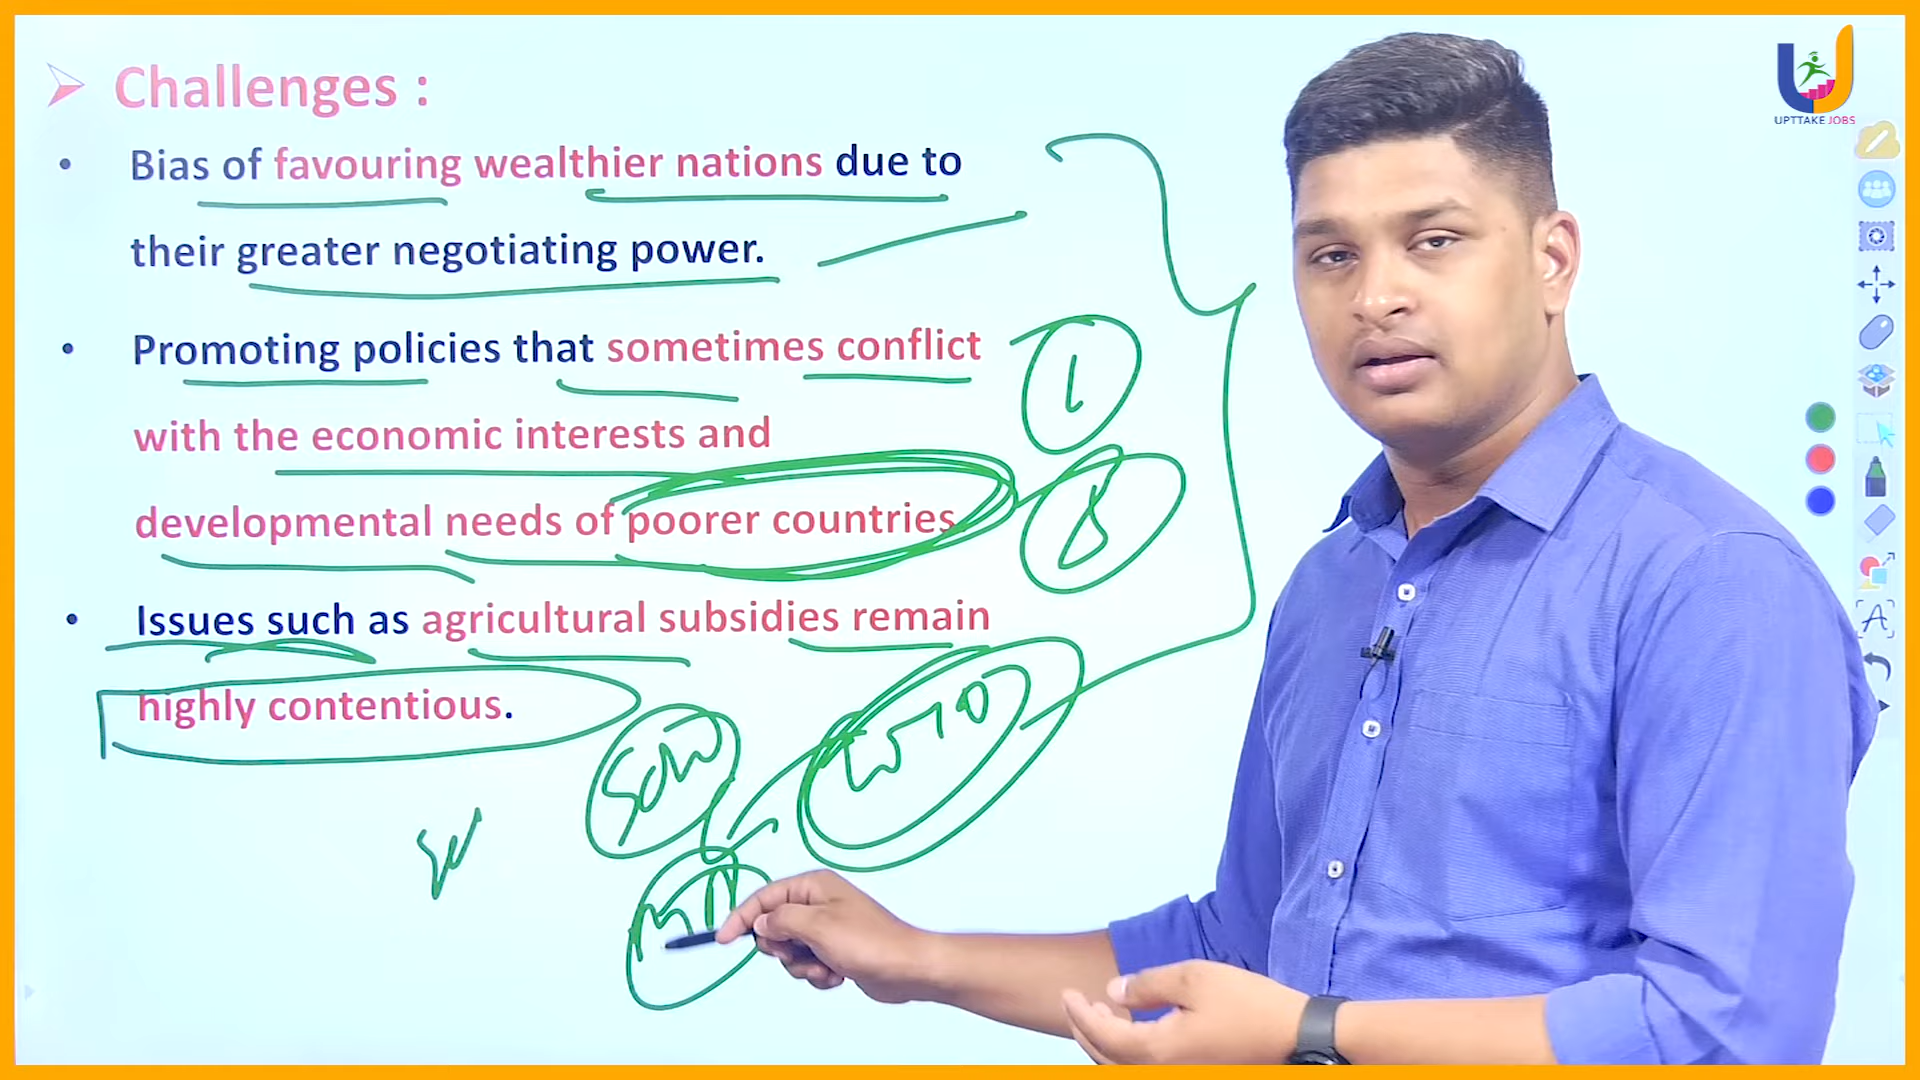 Challenges :
• Bias of favouring wealthier nations due to
their greater negotiating power.
• Promoting policies that sometimes conflict
with the economic interests and
developmental needs of poorer countries
• Issues such as agricultural subsidies remain
highly contentious.
WTO
UPTTAKE JOBS